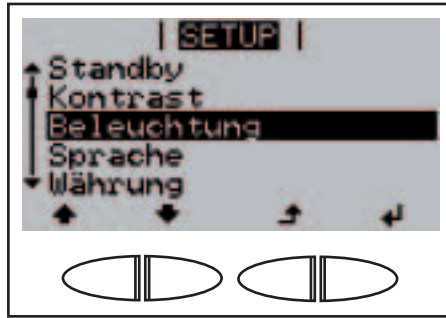 SETUP
Standby
Kontrast
Beleuchtung
Sprache
Währung